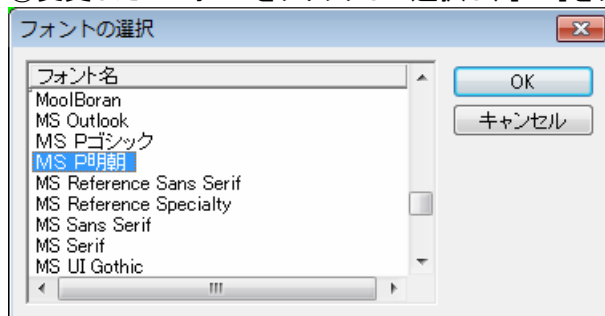 フォントの選択
フォント名
MoolBoran
MS Outlook
MS Pゴシック
MS P明朝
MS Reference Sans Serif
MS Reference Specialty
MS Sans Serif
MS Serif
MS UI Gothic
OK
キャンセル